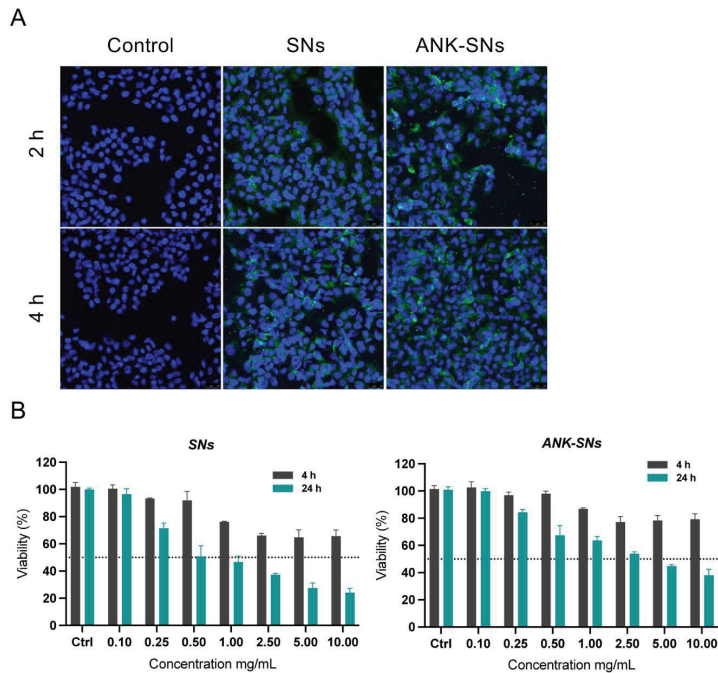 A
Control SNs ANK-SNs
2 h
4 h
B
SNs
120
100
80
60
40
20
0
Viability (%)
4 h
24 h
Ctrl 0.10 0.25 0.50 1.00 2.50 5.00 10.00
Concentration mg/mL
ANK-SNs
120
100
80
60
40
20
0
Viability (%)
4 h
24 h
Ctrl 0.10 0.25 0.50 1.00 2.50 5.00 10.00
Concentration mg/mL